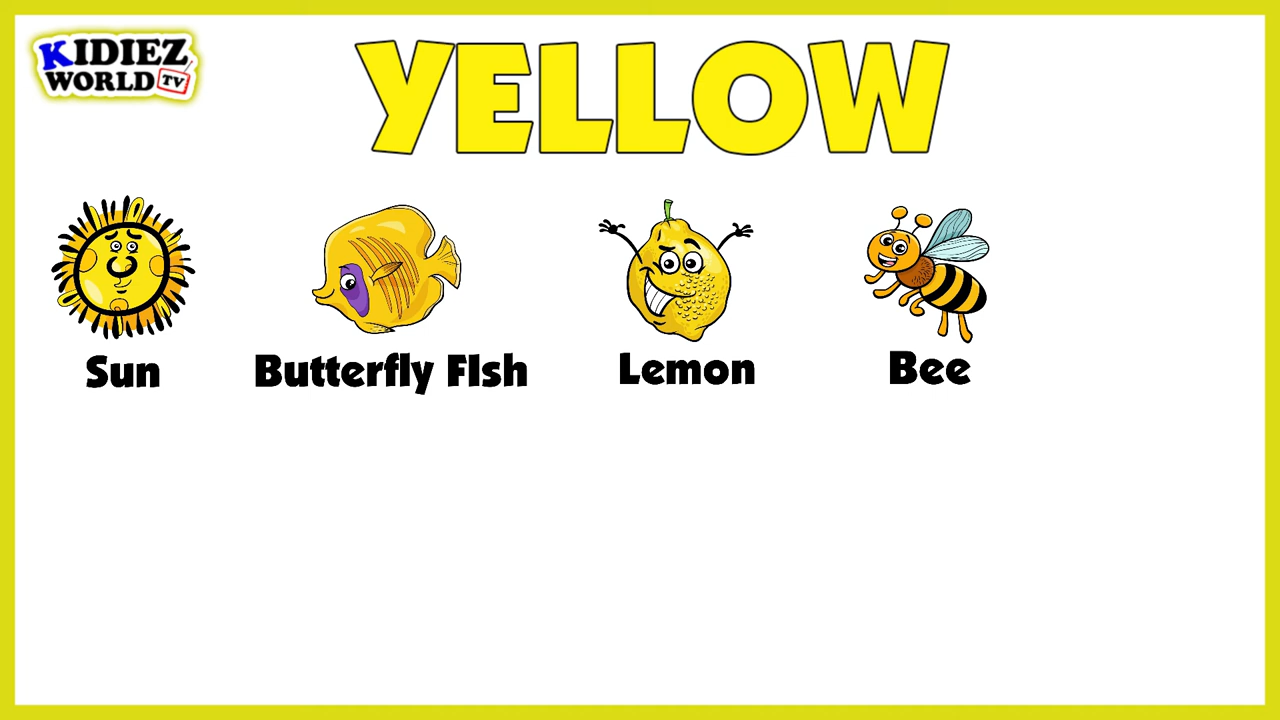 KIDIEZ
WORLD TV
YELLOW
Sun
Butterfly FIsh
Lemon
Bee